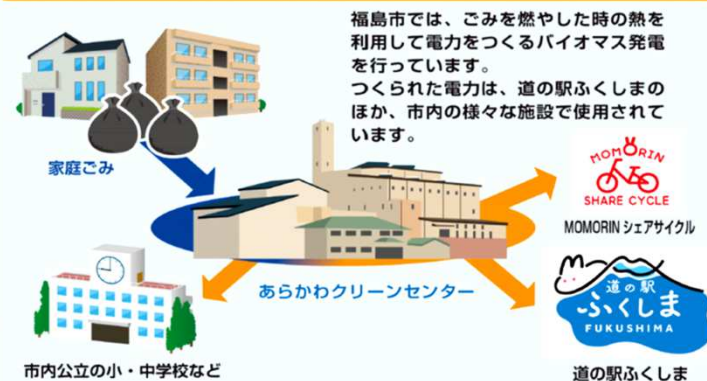 福島市では、ごみを燃やした時の熱を
利用して電力をつくるバイオマス発電
を行っています。
つくられた電力は、道の駅ふくしまの
ほか、市内の様々な施設で使用されて
います。
家庭ごみ
MOMORIN
SHARE CYCLE
MOMORIN シェアサイクル
あらかわクリーンセンター
道の駅
ふくしま
FUKUSHIMA
市内公立の小・中学校など
道の駅ふくしま